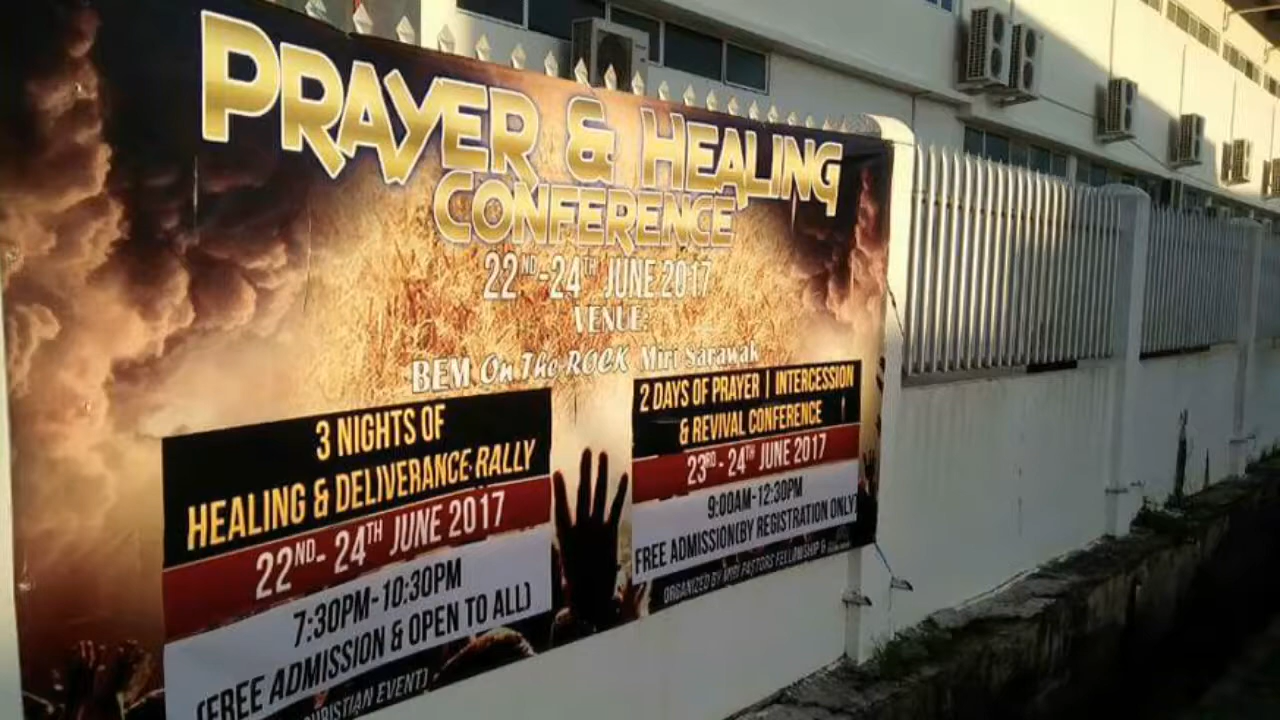 PRAYER & HEALING
CONFERENCE
22ND-24TH JUNE 2017
VENUE:
BEM On The ROCK Miri Sarawak
3 NIGHTS OF
HEALING & DELIVERANCE RALLY
22ND- 24TH JUNE 2017
7:30PM-10:30PM
(FREE ADMISSION & OPEN TO ALL)
CHRISTIAN EVENT)
2 DAYS OF PRAYER | INTERCESSION
& REVIVAL CONFERENCE
23RD- 24TH JUNE 2017
9:00AM-12:30PM
FREE ADMISSION(BY REGISTRATION ONLY)
ORGANIZED BY MIRI PASTORS FELLOWSHIP &